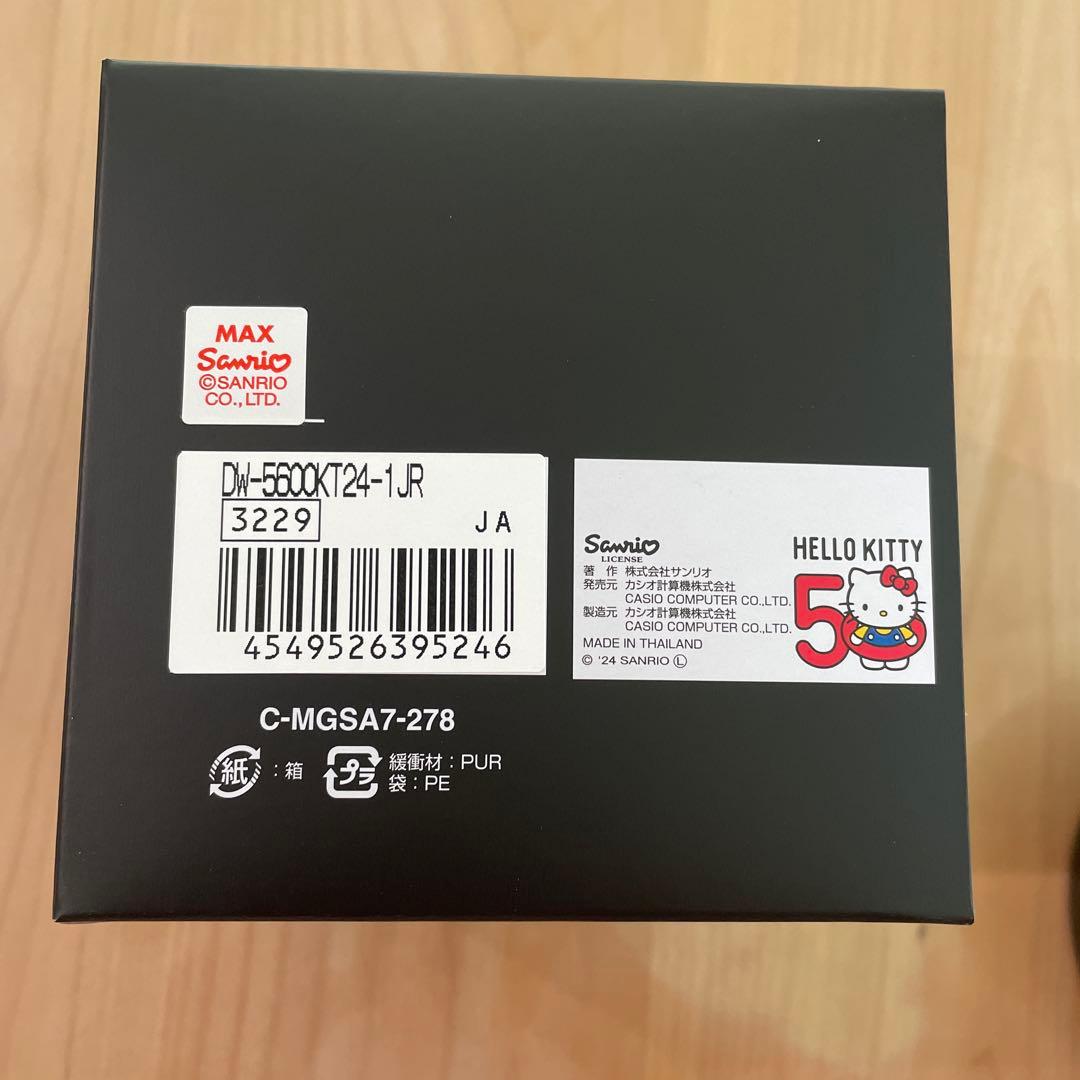 MAX
Sanrio
©SANRIO
CO.,LTD.
DW-5600KT24-1JR
3229 JA
4549526395246
Sanrio
LICENSE
著 作 株式会社サンリオ
発売元 カシオ計算機株式会社
CASIO COMPUTER CO.,LTD.
製造元 カシオ計算機株式会社
CASIO COMPUTER CO.,LTD.
MADE IN THAILAND
© '24 SANRIO Ⓛ
HELLO KITTY
50
C-MGSA7-278
紙 : 箱
プラ 緩衝材 : PUR
袋 : PE